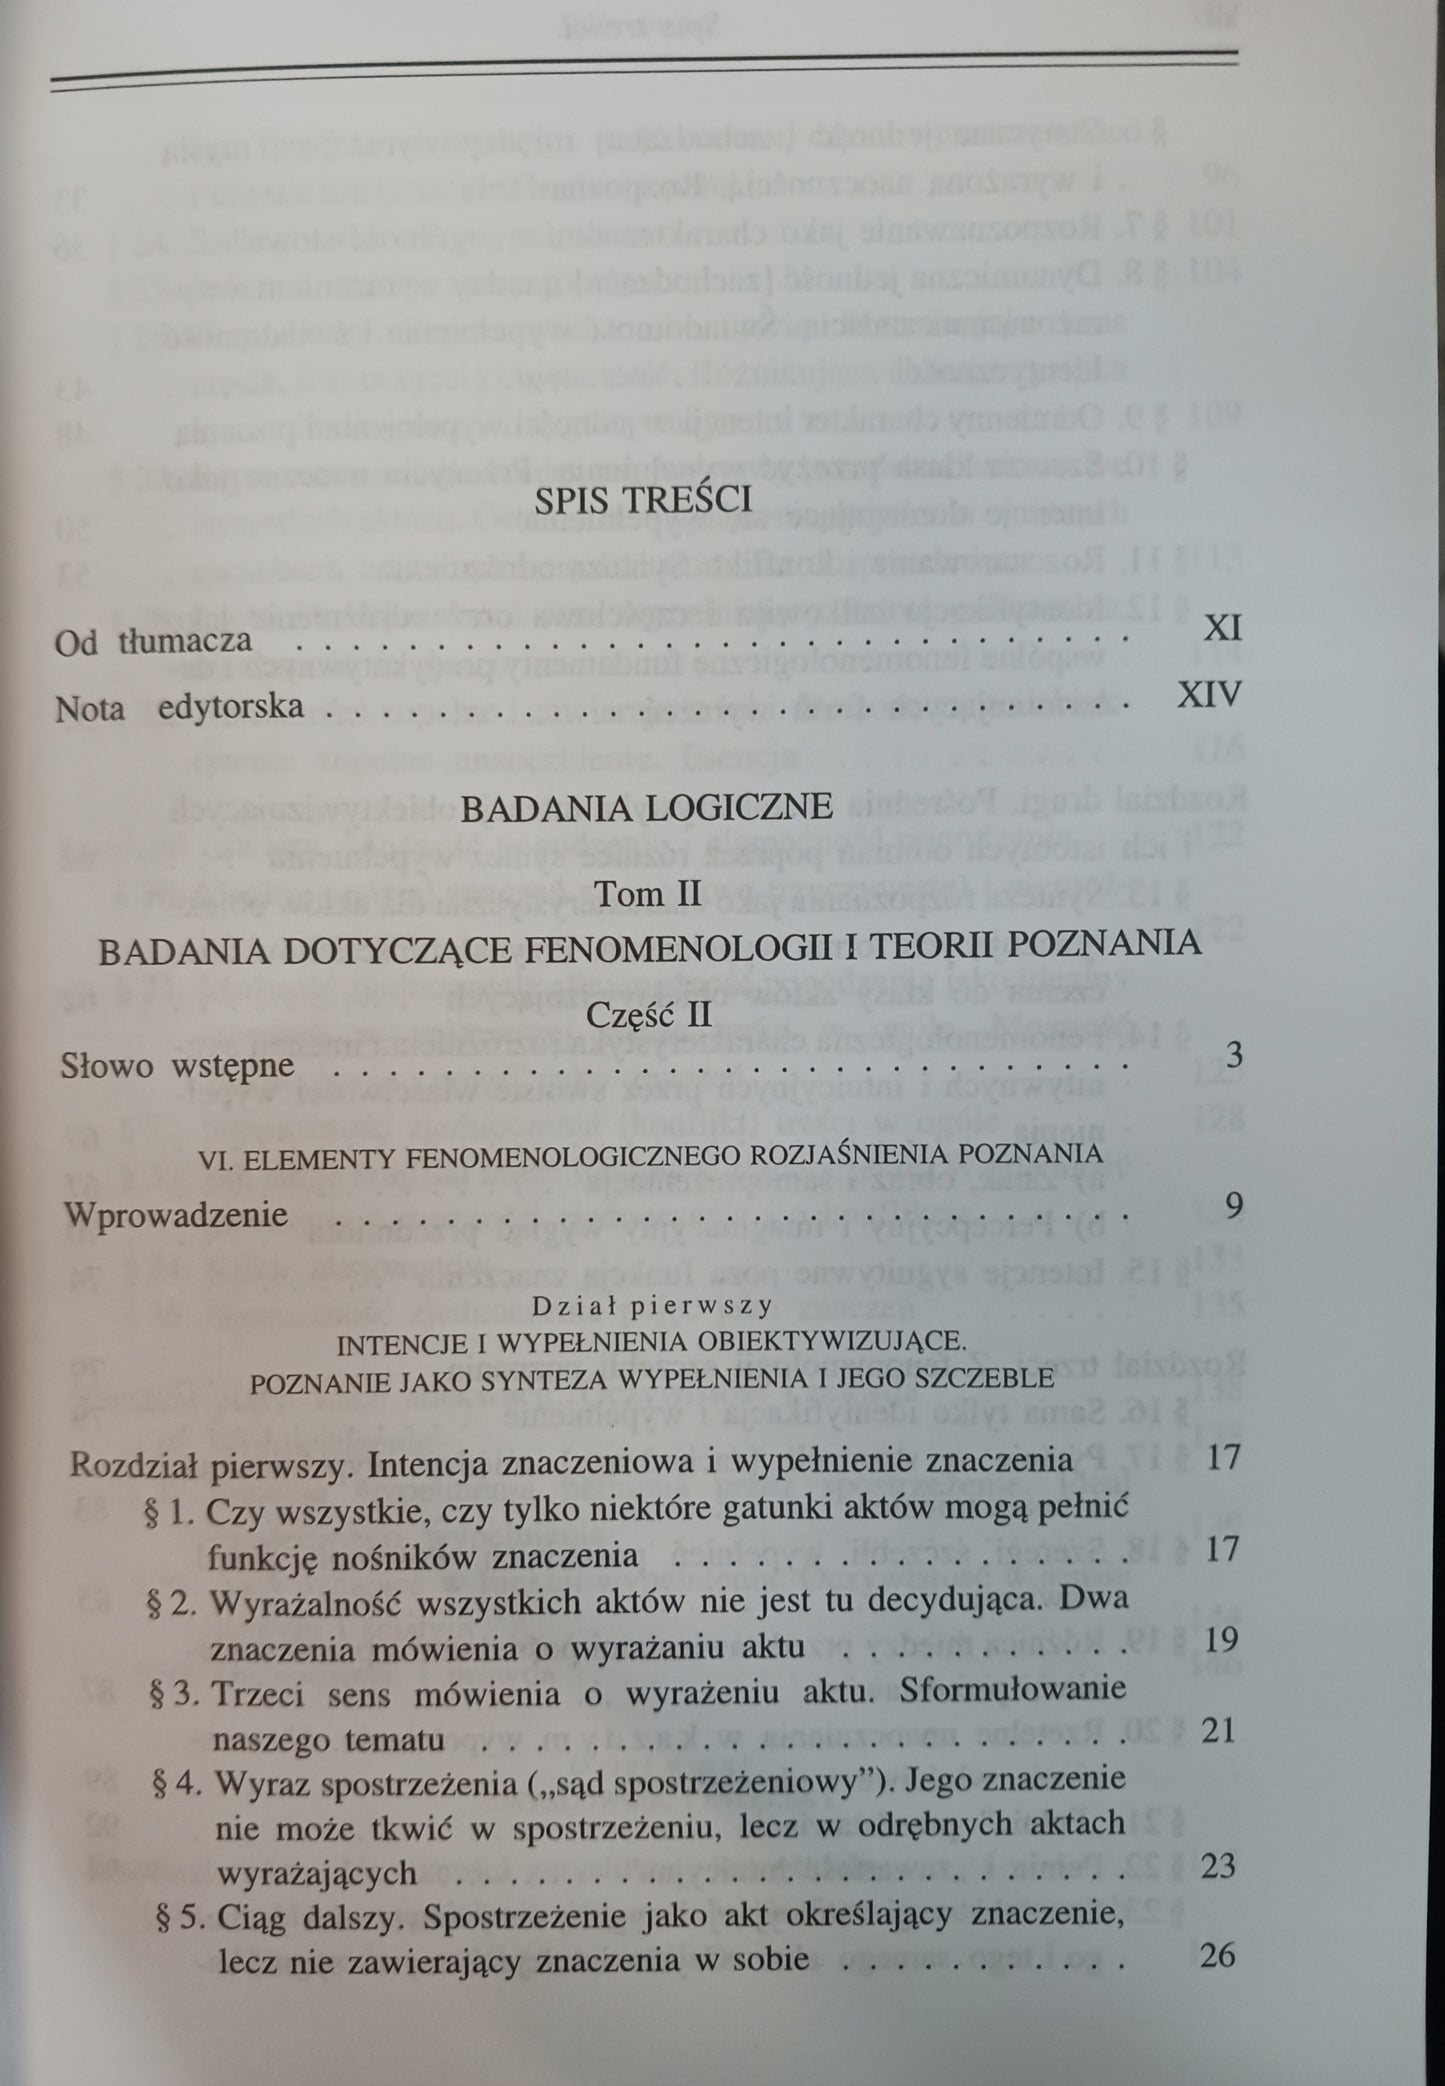 SPIS TREŚCI
Od tłumacza . . . . . . . . . . . . . . . . . . . . . . . . . . . . . . XI
Nota edytorska . . . . . . . . . . . . . . . . . . . . . . . . . . . . . XIV
BADANIA LOGICZNE
Tom II
BADANIA DOTYCZĄCE FENOMENOLOGII I TEORII POZNANIA
Część II
Słowo wstępne . . . . . . . . . . . . . . . . . . . . . . . . . . . . . 3
VI. ELEMENTY FENOMENOLOGICZNEGO ROZJAŚNIENIA POZNANIA
Wprowadzenie . . . . . . . . . . . . . . . . . . . . . . . . . . . . . 9
Dział pierwszy
INTENCJE I WYPEŁNIENIA OBIEKTYWIZUJĄCE.
POZNANIE JAKO SYNTEZA WYPEŁNIENIA I JEGO SZCZEBLE
Rozdział pierwszy. Intencja znaczeniowa i wypełnienie znaczenia 17
§ 1. Czy wszystkie, czy tylko niektóre gatunki aktów mogą pełnić
funkcję nośników znaczenia . . . . . . . . . . . . . . . . . 17
§ 2. Wyrażalność wszystkich aktów nie jest tu decydująca. Dwa
znaczenia mówienia o wyrażaniu aktu . . . . . . . . . . . 19
§ 3. Trzeci sens mówienia o wyrażeniu aktu. Sformułowanie
naszego tematu . . . . . . . . . . . . . . . . . . . . . . . . 21
§ 4. Wyraz spostrzeżenia („sąd spostrzeżeniowy”). Jego znaczenie
nie może tkwić w spostrzeżeniu, lecz w odrębnych aktach
wyrażających . . . . . . . . . . . . . . . . . . . . . . . . . 23
§ 5. Ciąg dalszy. Spostrzeżenie jako akt określający znaczenie,
lecz nie zawierający znaczenia w sobie . . . . . . . . . . . 26